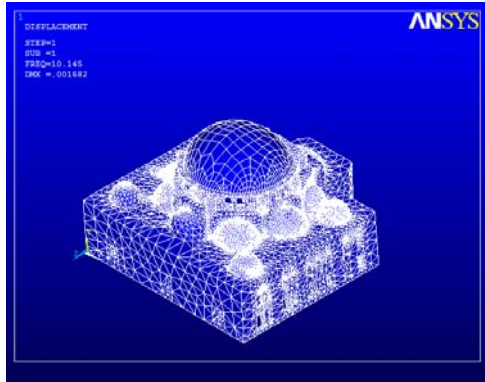 1
DISPLACEMENT
STEP=1
SUB =1
FREQ=10.145
DMX =.001682
ANSYS